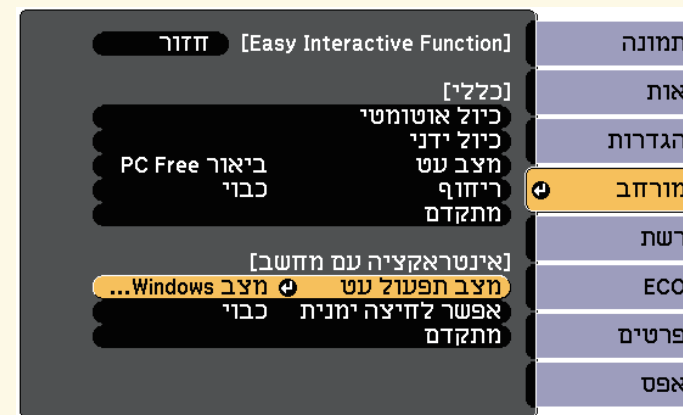 תמונה
אות
הגדרות
מורחב
רשת
ECO
פרטים
אפס
[Easy Interactive Function] חזור
[כללי]
כיול אוטומטי
כיול ידני
מצב עט ביאור PC Free
ריחוף כבוי
מתקדם
[אינטראקציה עם מחשב]
מצב תפעול עט מצב Windows...
אפשר לחיצה ימנית כבוי
מתקדם